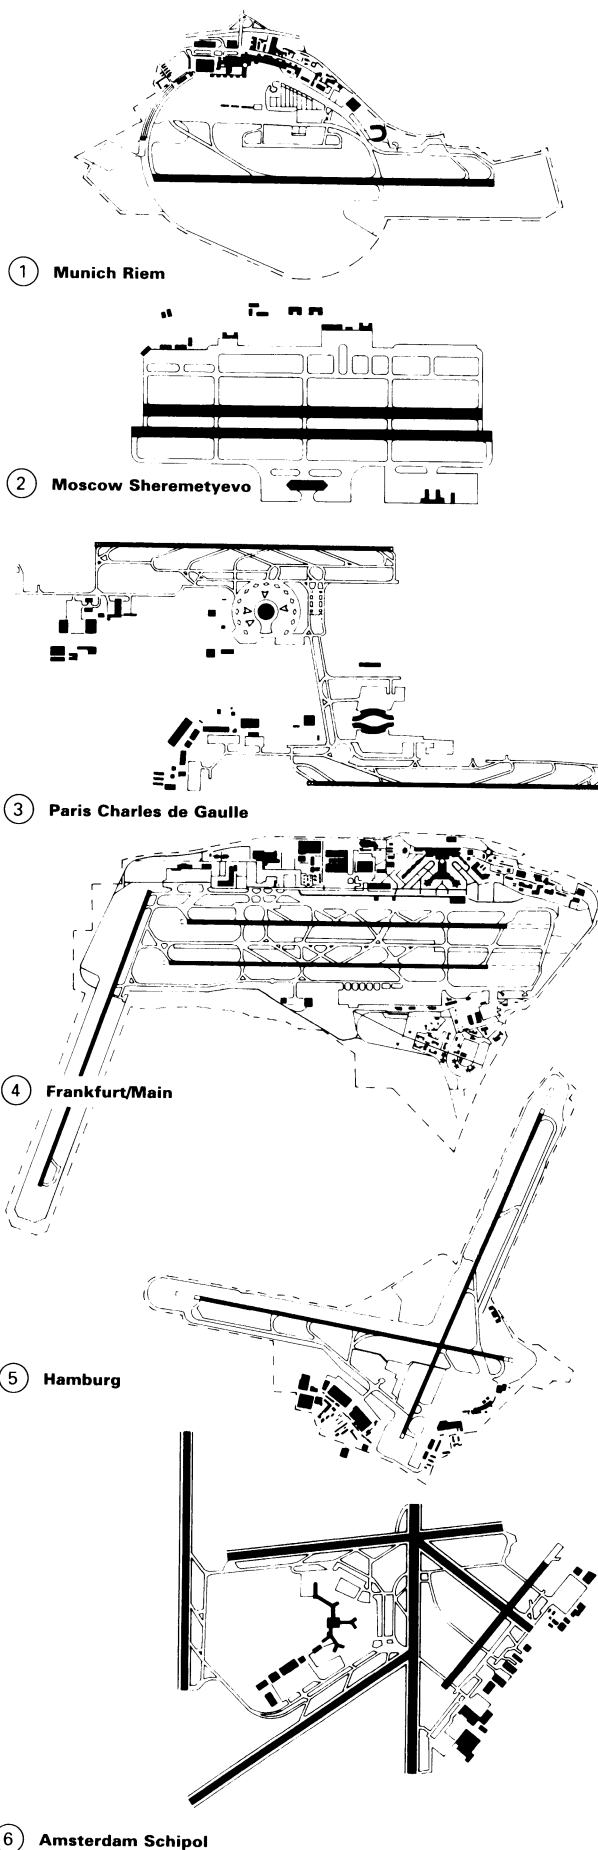 1 Munich Riem
2 Moscow Sheremetyevo
3 Paris Charles de Gaulle
4 Frankfurt/Main
5 Hamburg
6 Amsterdam Schipol